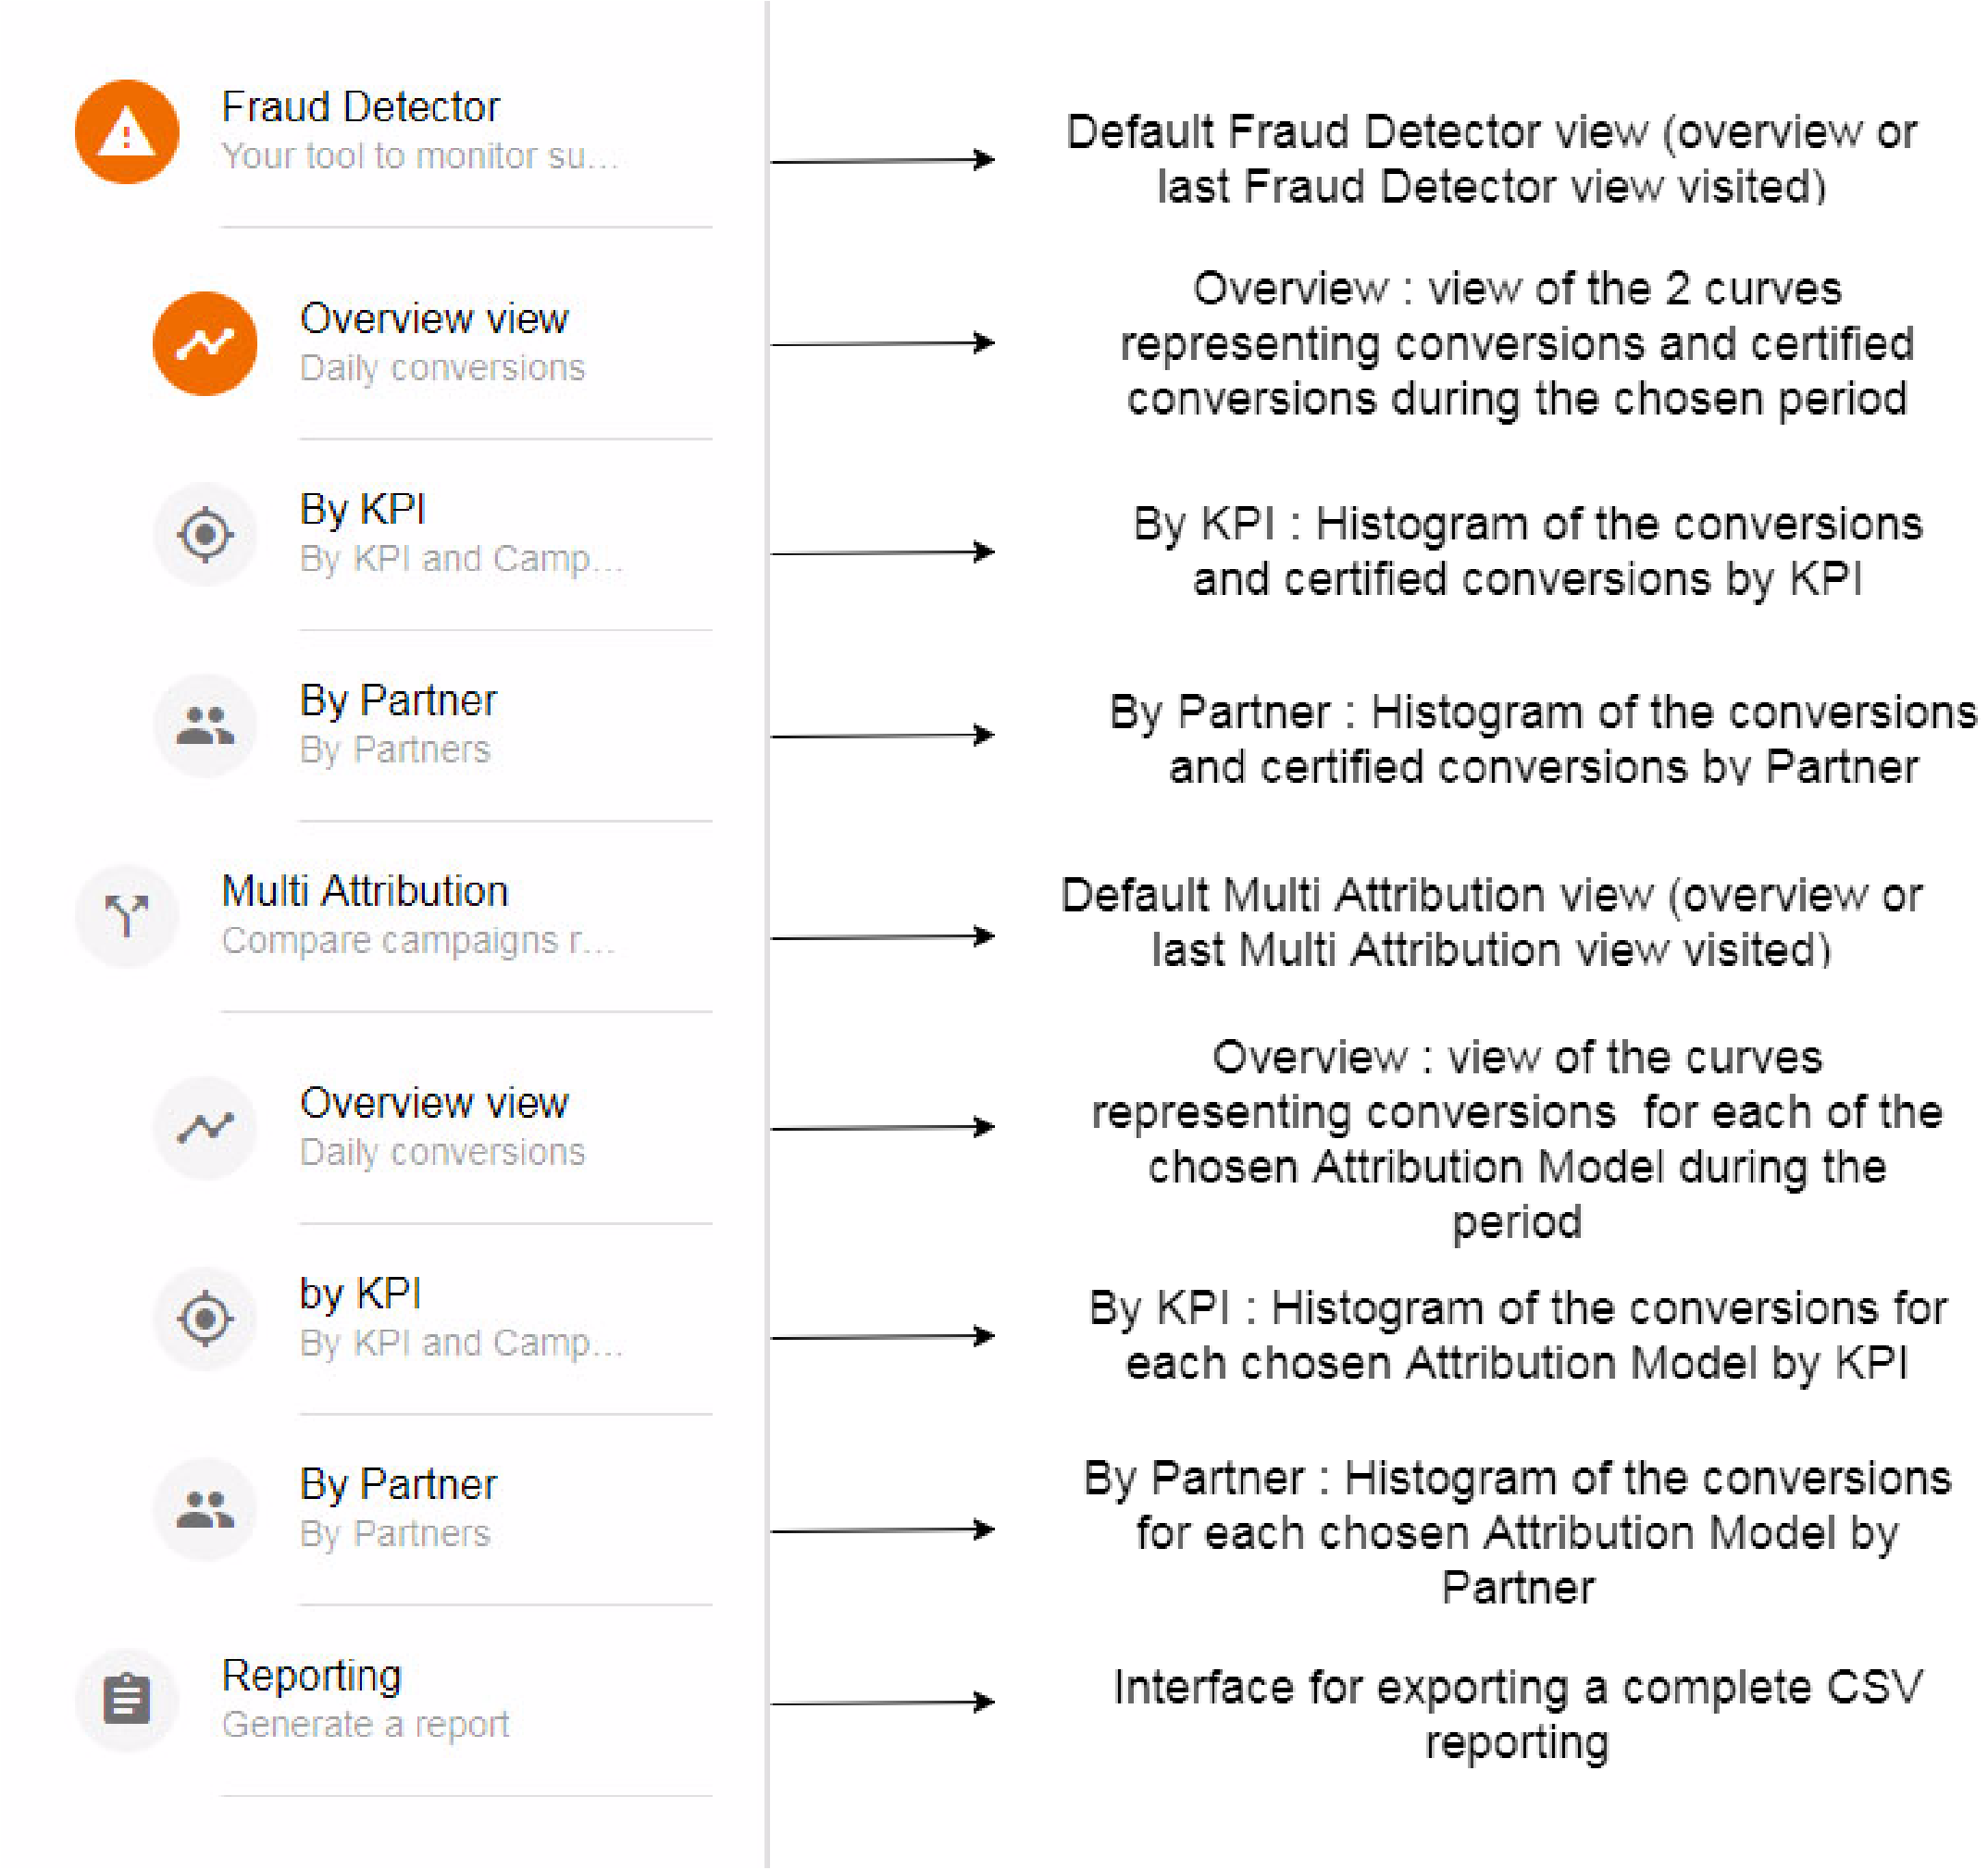 Fraud Detector
Your tool to monitor su...
Default Fraud Detector view (overview or
last Fraud Detector view visited)
Overview view
Daily conversions
Overview : view of the 2 curves
representing conversions and certified
conversions during the chosen period
By KPI
By KPI and Camp...
By KPI : Histogram of the conversions
and certified conversions by KPI
By Partner
By Partners
By Partner : Histogram of the conversions
and certified conversions by Partner
Multi Attribution
Compare campaigns r...
Default Multi Attribution view (overview or
last Multi Attribution view visited)
Overview view
Daily conversions
Overview : view of the curves
representing conversions  for each of the
chosen Attribution Model during the
period
by KPI
By KPI and Camp...
By KPI : Histogram of the conversions for
each chosen Attribution Model by KPI
By Partner
By Partners
By Partner : Histogram of the conversions
for each chosen Attribution Model by
Partner
Reporting
Generate a report
Interface for exporting a complete CSV
reporting